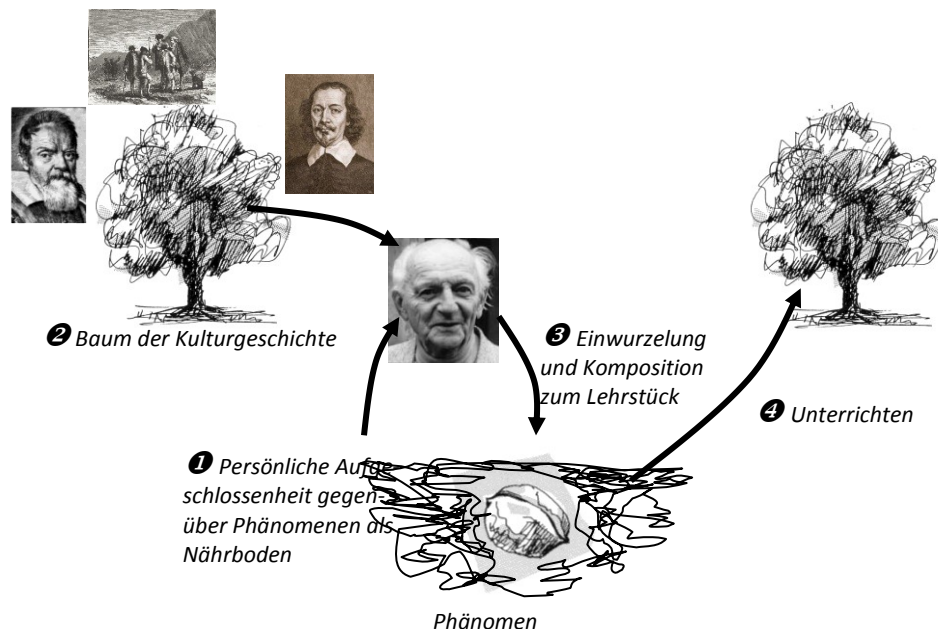 ❷ Baum der Kulturgeschichte
❸ Einwurzelung
und Komposition
zum Lehrstück
❹ Unterrichten
❶ Persönliche Aufge-
schlossenheit gegen-
über Phänomenen als
Nährboden
Phänomen